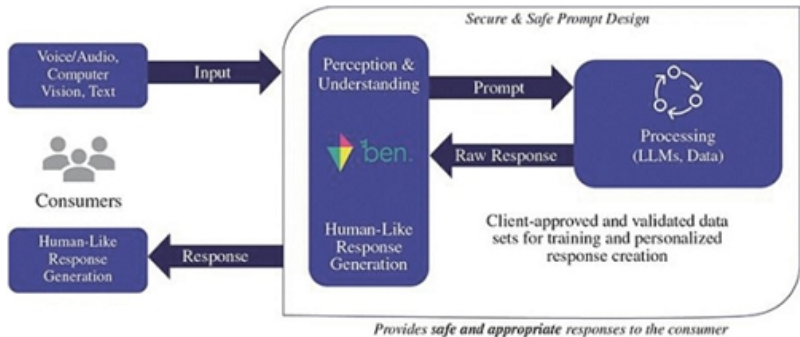 Secure & Safe Prompt Design
Voice/Audio,
Computer
Vision, Text
Input
Perception &
Understanding
Prompt
Processing
(LLMs, Data)
Raw Response
ben.
Consumers
Human-Like
Response
Generation
Response
Human-Like
Response
Generation
Client-approved and validated data
sets for training and personalized
response creation
Provides safe and appropriate responses to the consumer